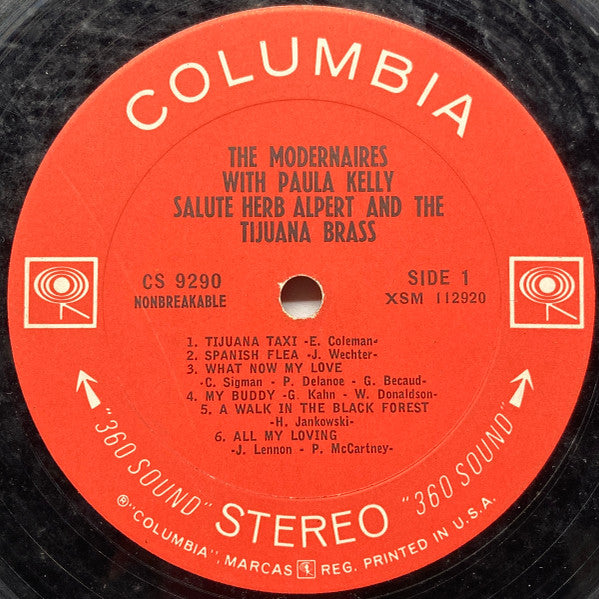 COLUMBIA
THE MODERNAIRES
WITH PAULA KELLY
SALUTE HERB ALPERT AND THE
TIJUANA BRASS
CS 9290
NONBREAKABLE
SIDE 1
XSM 112920
1. TIJUANA TAXI -E. Coleman-
2. SPANISH FLEA -J. Wechter-
3. WHAT NOW MY LOVE
-C. Sigman - P. Delanoe - G. Becaud-
4. MY BUDDY -G. Kahn - W. Donaldson-
5. A WALK IN THE BLACK FOREST
-H. Jankowski-
6. ALL MY LOVING
-J. Lennon - P. McCartney-
"360 SOUND" STEREO "360 SOUND"
®"COLUMBIA", MARCAS REG. PRINTED IN U.S.A.